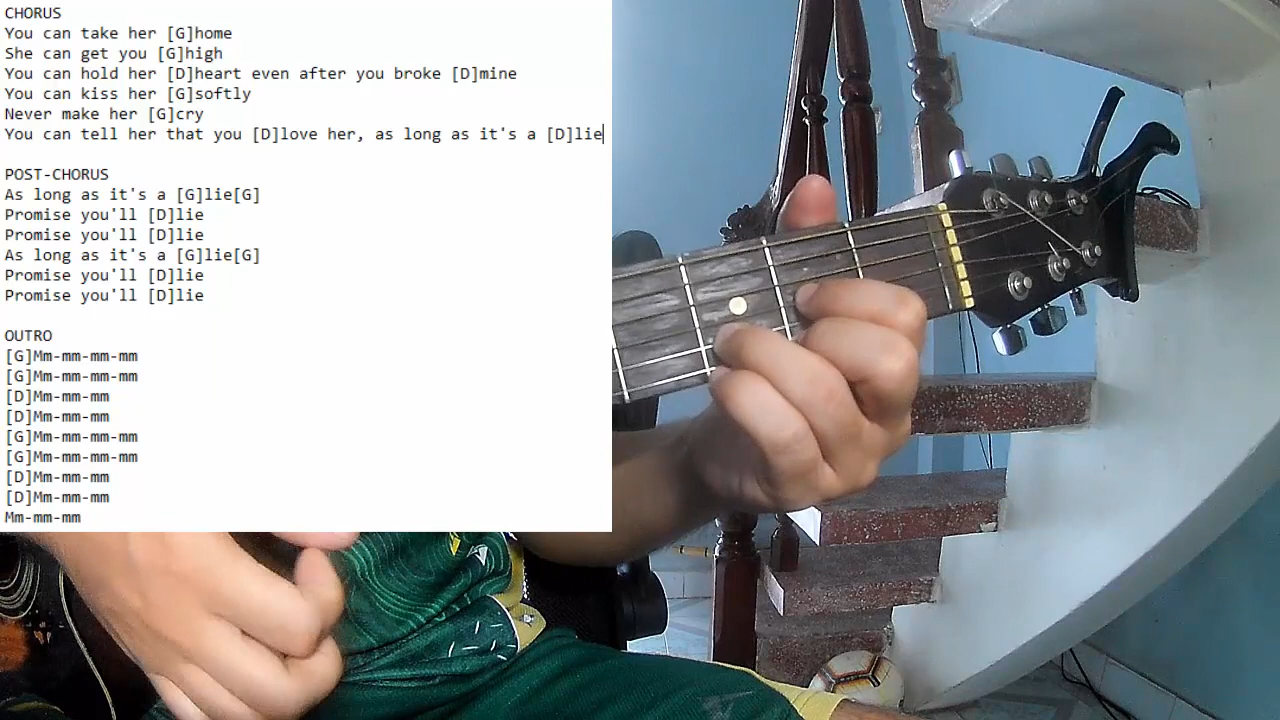 CHORUS
You can take her [G]home
She can get you [G]high
You can hold her [D]heart even after you broke [D]mine
You can kiss her [G]softly
Never make her [G]cry
You can tell her that you [D]love her, as long as it's a [D]lie
POST-CHORUS
As long as it's a [G]lie[G]
Promise you'll [D]lie
Promise you'll [D]lie
As long as it's a [G]lie[G]
Promise you'll [D]lie
Promise you'll [D]lie
OUTRO
[G]Mm-mm-mm-mm
[G]Mm-mm-mm-mm
[D]Mm-mm-mm
[D]Mm-mm-mm
[G]Mm-mm-mm-mm
[G]Mm-mm-mm-mm
[D]Mm-mm-mm
[D]Mm-mm-mm
Mm-mm-mm